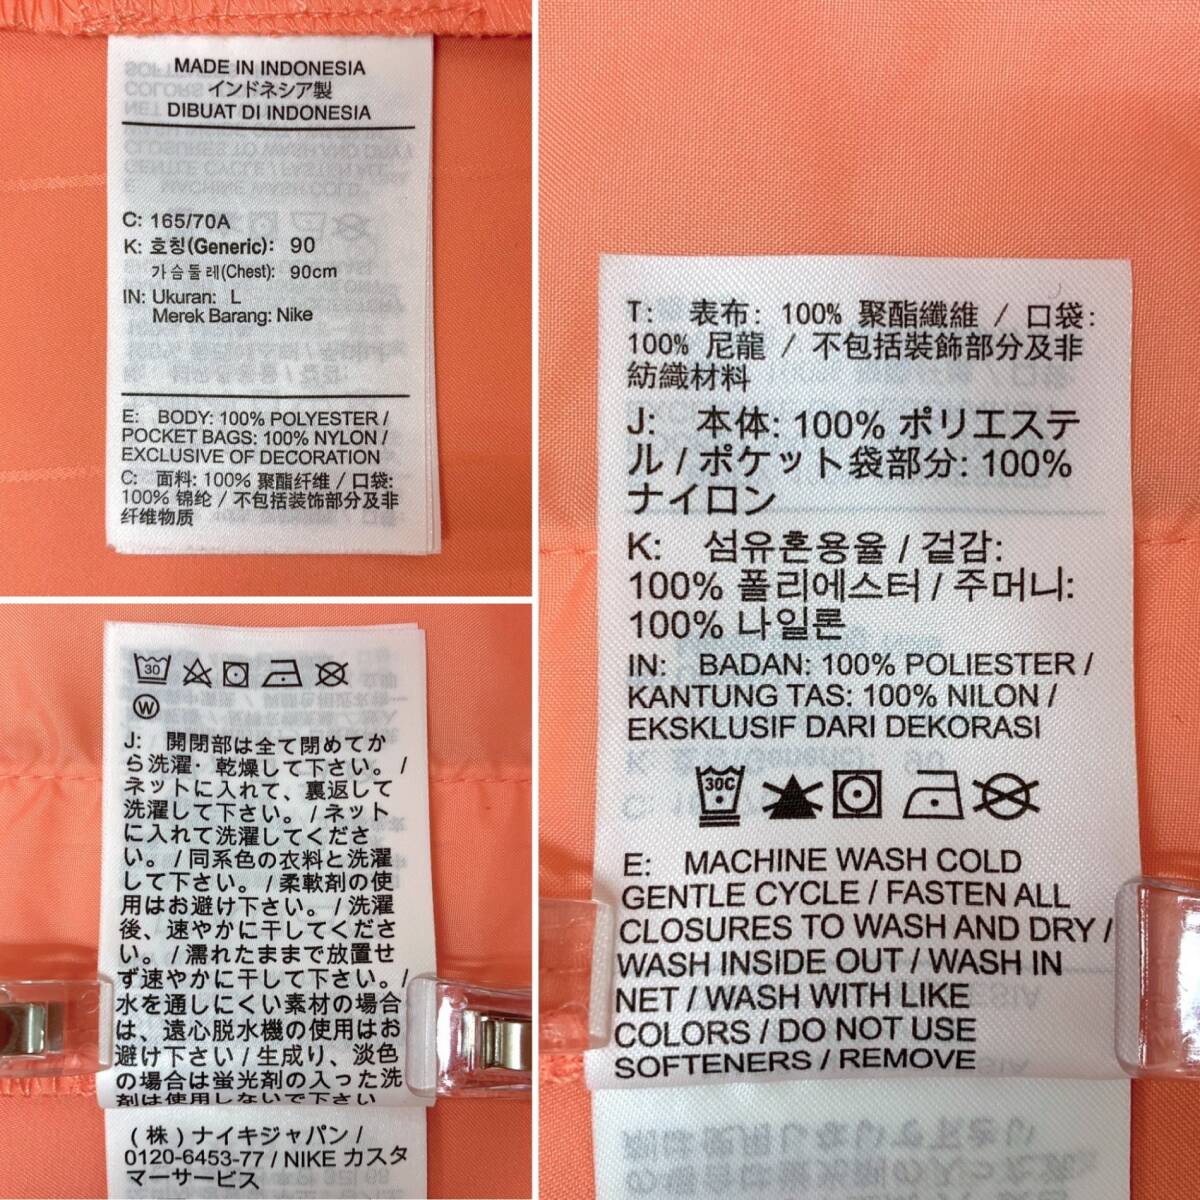 MADE IN INDONESIA
インドネシア製
DIBUAT DI INDONESIA
C: 165/70A
K: 호칭(Generic): 90
가슴둘레(Chest): 90cm
IN: Ukuran: L
Merek Barang: Nike
E: BODY: 100% POLYESTER /
POCKET BAGS: 100% NYLON /
EXCLUSIVE OF DECORATION
C: 面料: 100% 聚酯纤维 / 口袋:
100% 锦纶 / 不包括装饰部分及非
纤维物质
30
W
J: 開閉部は全て閉めてか
ら洗濯・乾燥して下さい。/
ネットに入れて、裏返して
洗濯して下さい。/ネット
に入れて洗濯してくださ
い。/同系色の衣料と洗濯
して下さい。/柔軟剤の使
用はお避け下さい。/洗濯
後、速やかに干してくださ
い。/濡れたままで放置せ
ず速やかに干して下さい。/
水を通しにくい素材の場合
は、遠心脱水機の使用はお
避け下さい/生成り、淡色
の場合は蛍光剤の入った洗
剤は使用しないで下さい
(株)ナイキジャパン/
0120-6453-77 / NIKE カスタ
マーサービス
T: 表布: 100% 聚酯纖維 / 口袋:
100% 尼龍 / 不包括裝飾部分及非
紡織材料
J: 本体: 100% ポリエステ
ル / ポケット袋部分: 100%
ナイロン
K: 섬유혼용율 / 겉감:
100% 폴리에스터 / 주머니:
100% 나일론
IN: BADAN: 100% POLIESTER /
KANTUNG TAS: 100% NILON /
EKSKLUSIF DARI DEKORASI
30C
E: MACHINE WASH COLD
GENTLE CYCLE / FASTEN ALL
CLOSURES TO WASH AND DRY /
WASH INSIDE OUT / WASH IN
NET / WASH WITH LIKE
COLORS / DO NOT USE
SOFTENERS / REMOVE